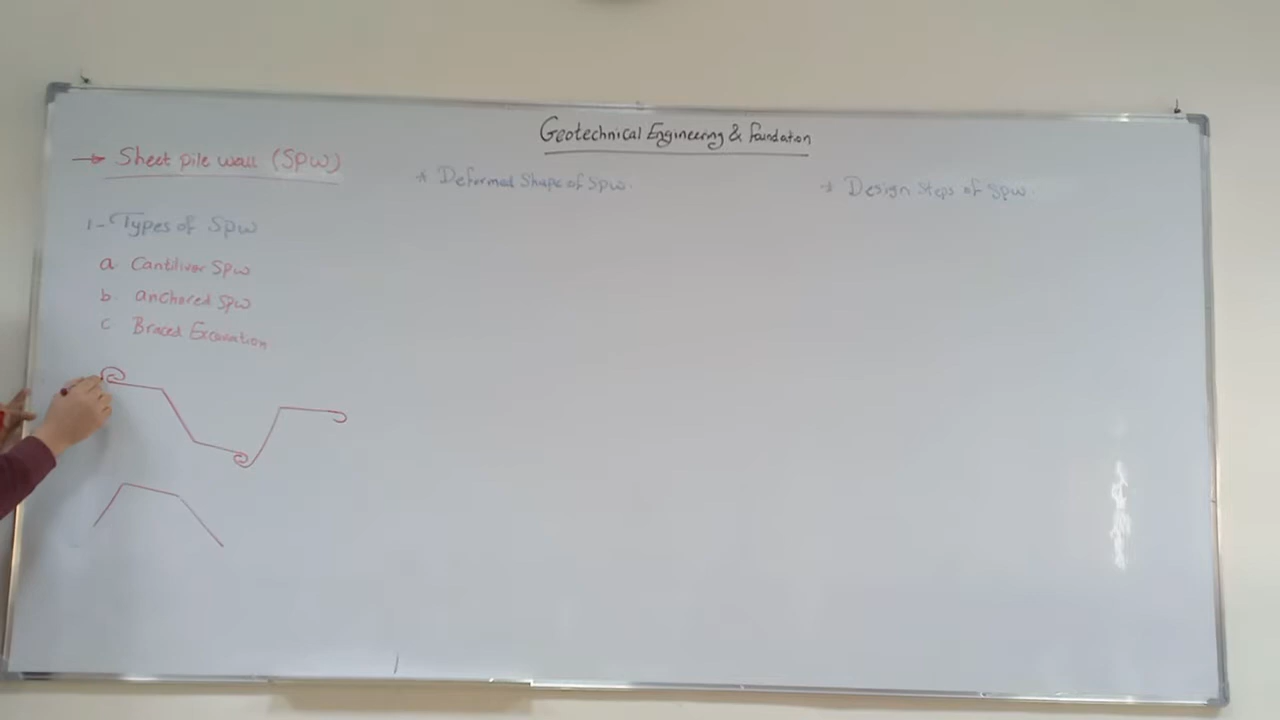 Geotechnical Engineering & Foundation
→ Sheet pile wall (SPW)
1- Types of SPW
a. Cantiliver SPW
b. anchored SPW
c Braced Excavation
* Deformed Shape of SPW.
* Design Steps of SPW.